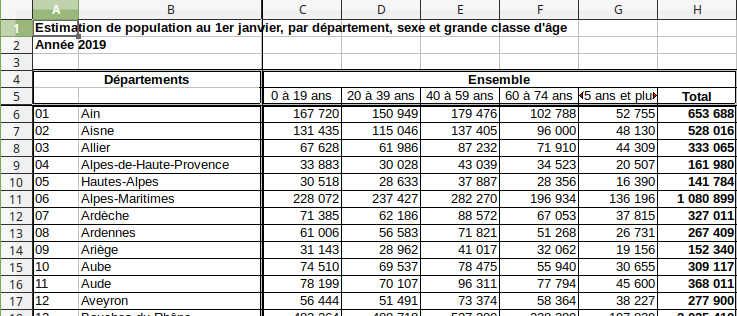 A B C D E F G H
1 Estimation de population au 1er janvier, par département, sexe et grande classe d'âge
2 Année 2019
3
4 Départements Ensemble
5 0 à 19 ans 20 à 39 ans 40 à 59 ans 60 à 74 ans 5 ans et plu Total
6 01 Ain 167 720 150 949 179 476 102 788 52 755 653 688
7 02 Aisne 131 435 115 046 137 405 96 000 48 130 528 016
8 03 Allier 67 628 61 986 87 232 71 910 44 309 333 065
9 04 Alpes-de-Haute-Provence 33 883 30 028 43 039 34 523 20 507 161 980
10 05 Hautes-Alpes 30 518 28 633 37 887 28 356 16 390 141 784
11 06 Alpes-Maritimes 228 072 237 427 282 270 196 934 136 196 1 080 899
12 07 Ardèche 71 385 62 186 88 572 67 053 37 815 327 011
13 08 Ardennes 61 006 56 583 71 821 51 268 26 731 267 409
14 09 Ariège 31 143 28 962 41 017 32 062 19 156 152 340
15 10 Aube 74 510 69 537 78 475 55 940 30 655 309 117
16 11 Aude 78 199 70 107 96 311 77 794 45 600 368 011
17 12 Aveyron 56 444 51 491 73 374 58 364 38 227 277 900